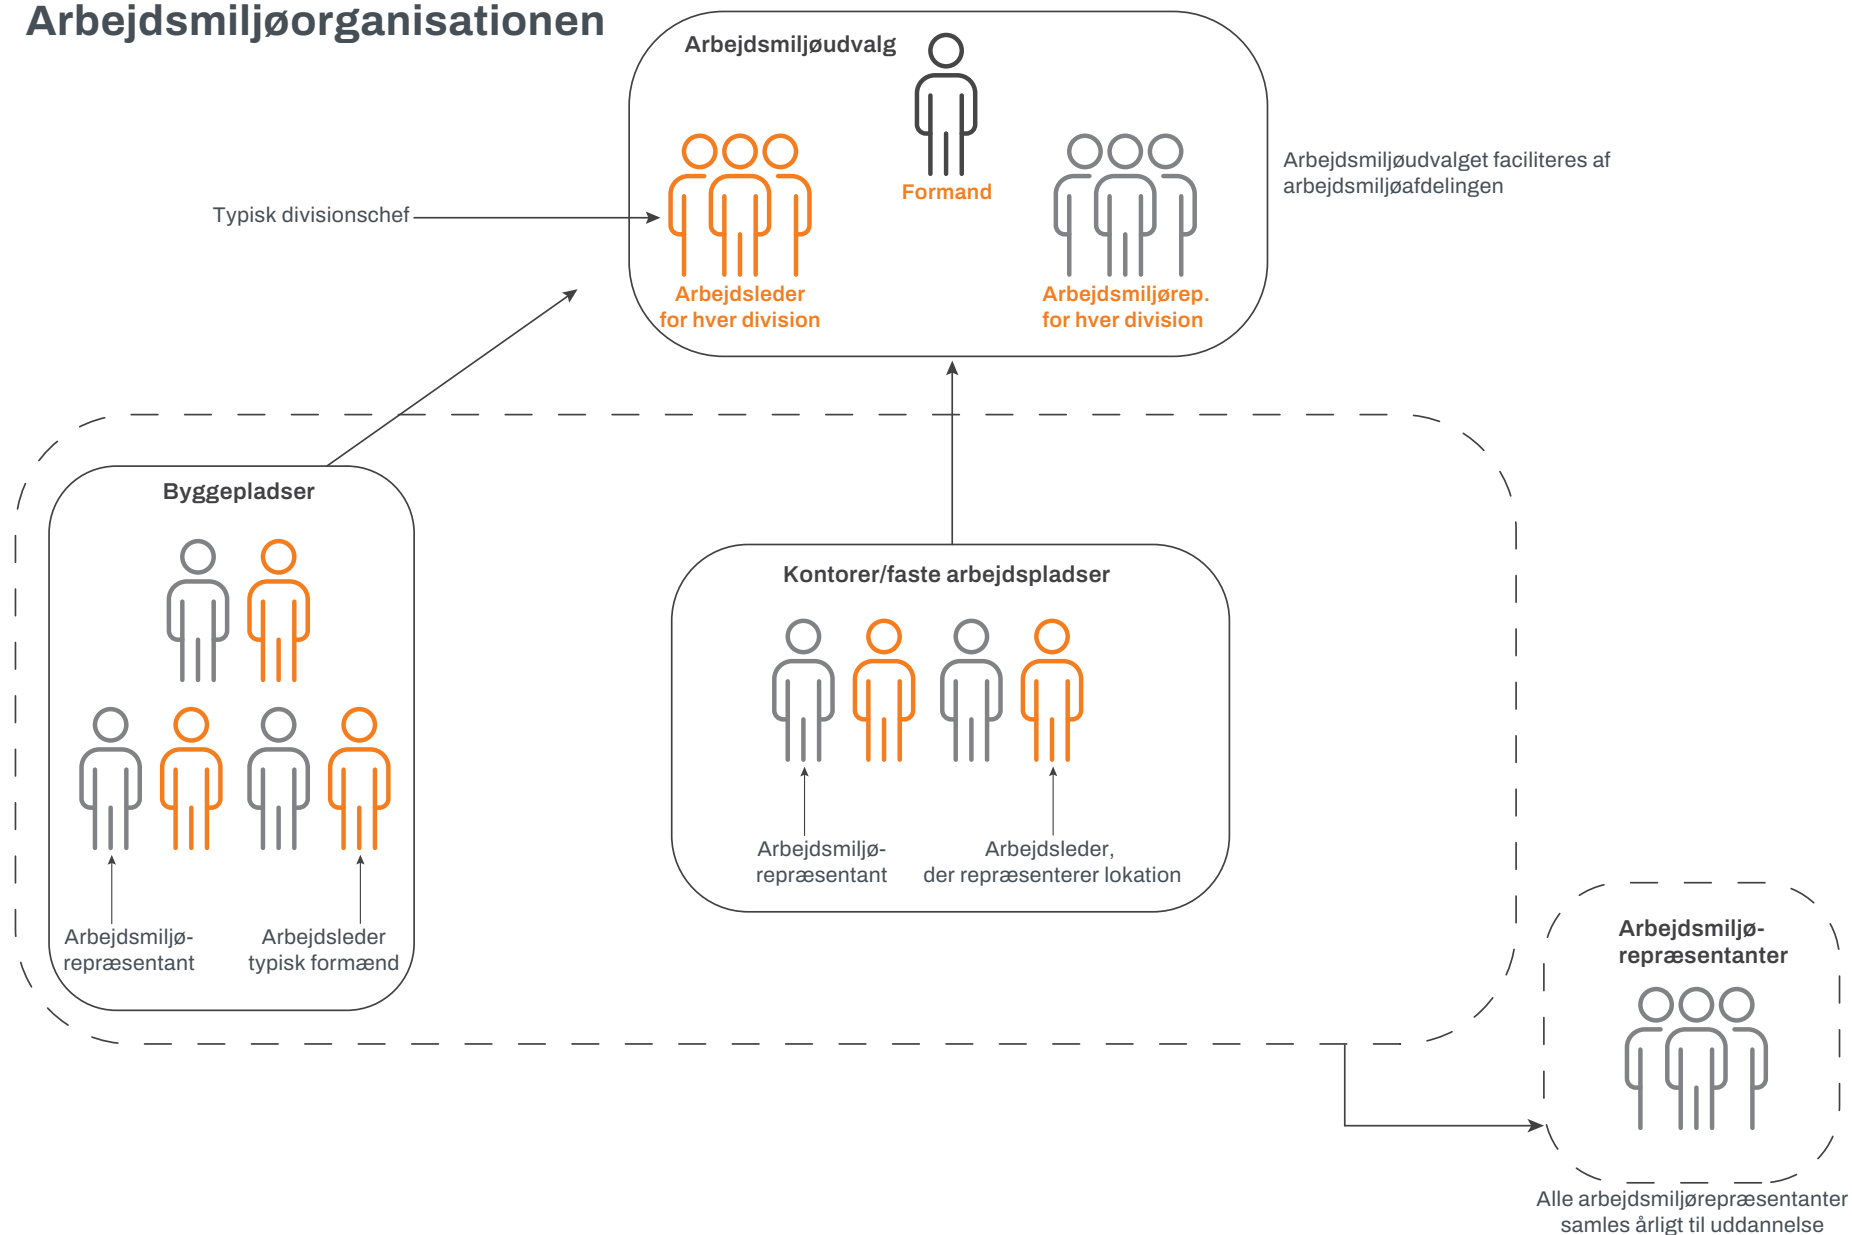 Arbejdsmiljøorganisationen
Arbejdsmiljøudvalg
Formand
Arbejdsmiljøudvalget faciliteres af
arbejdsmiljøafdelingen
Typisk divisionschef
Arbejdsleder
for hver division
Arbejdsmiljørep.
for hver division
Byggepladser
Arbejdsmiljø-
repræsentant
Arbejdsleder
typisk formænd
Kontorer/faste arbejdspladser
Arbejdsmiljø-
repræsentant
Arbejdsleder,
der repræsenterer lokation
Arbejdsmiljø-
repræsentanter
Alle arbejdsmiljørepræsentanter
samles årligt til uddannelse